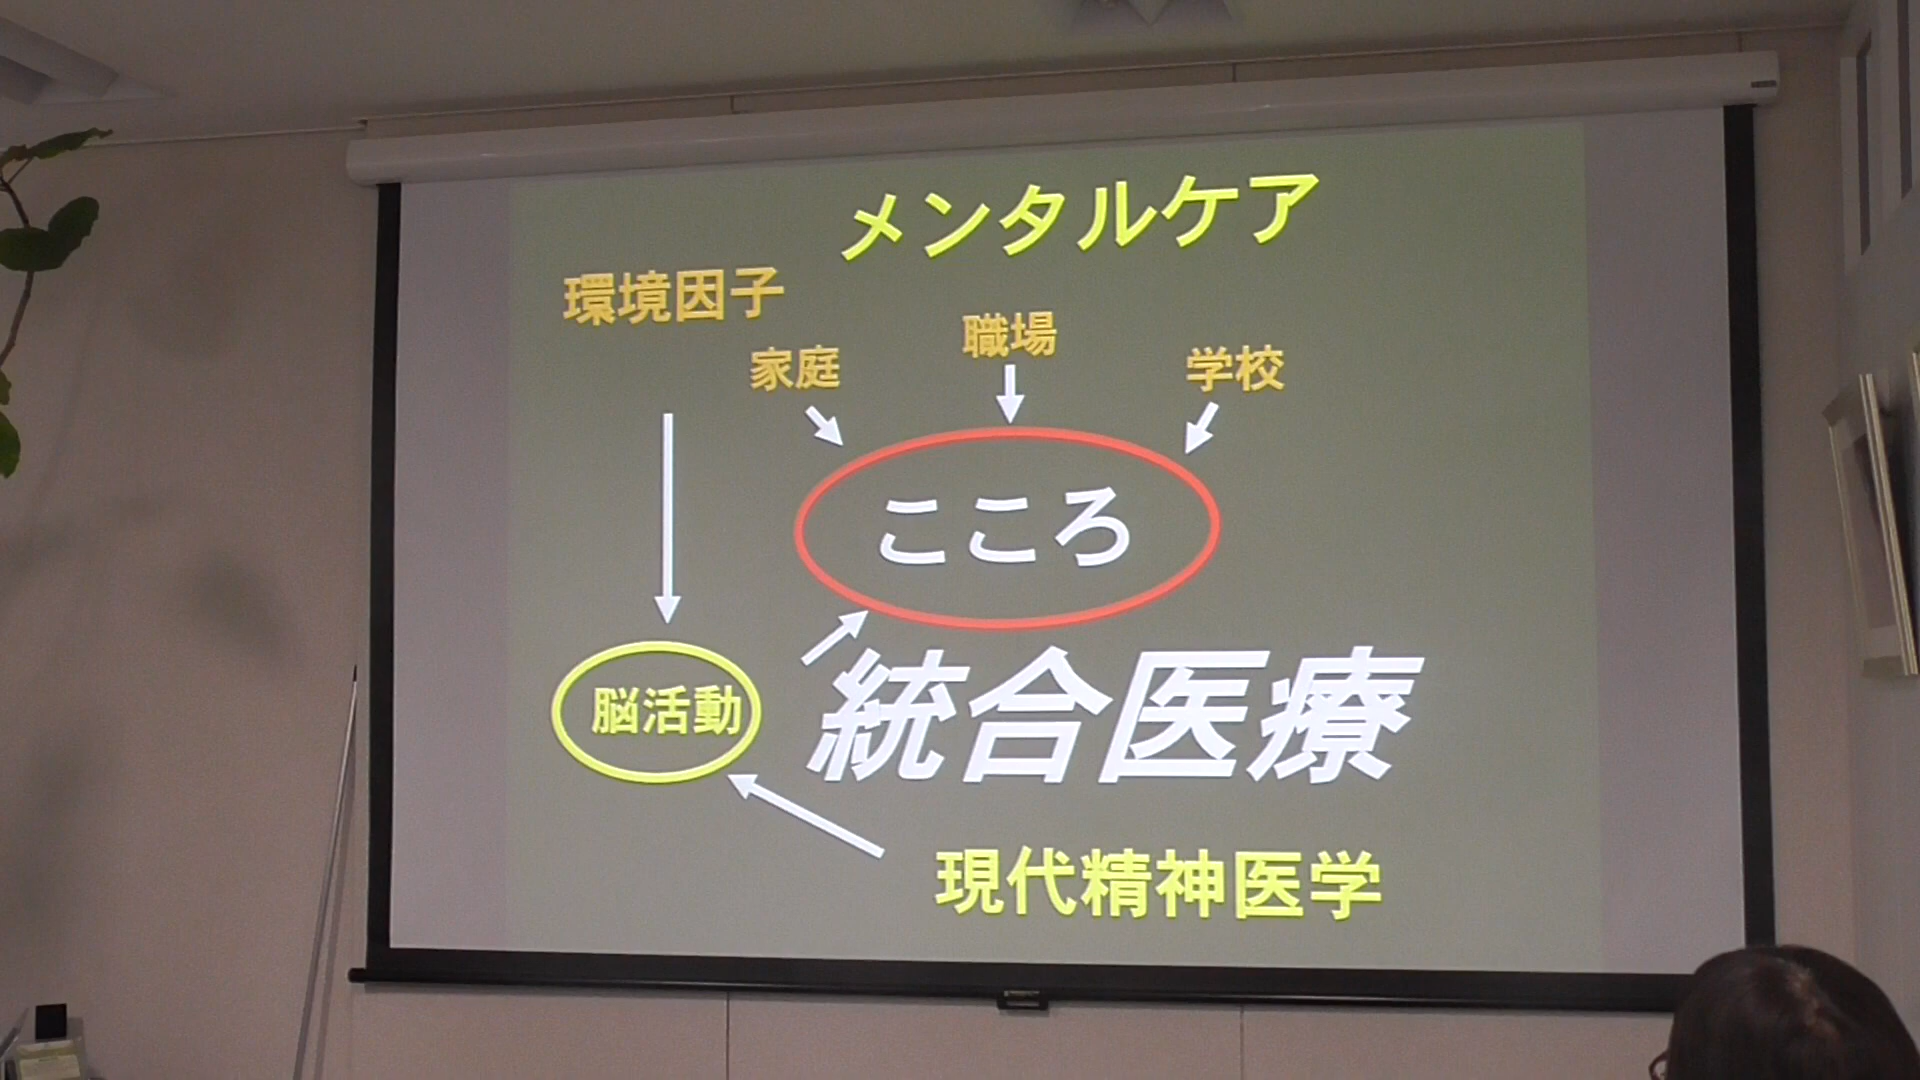 メンタルケア
環境因子
職場
家庭
学校
こころ
脳活動
統合医療
現代精神医学